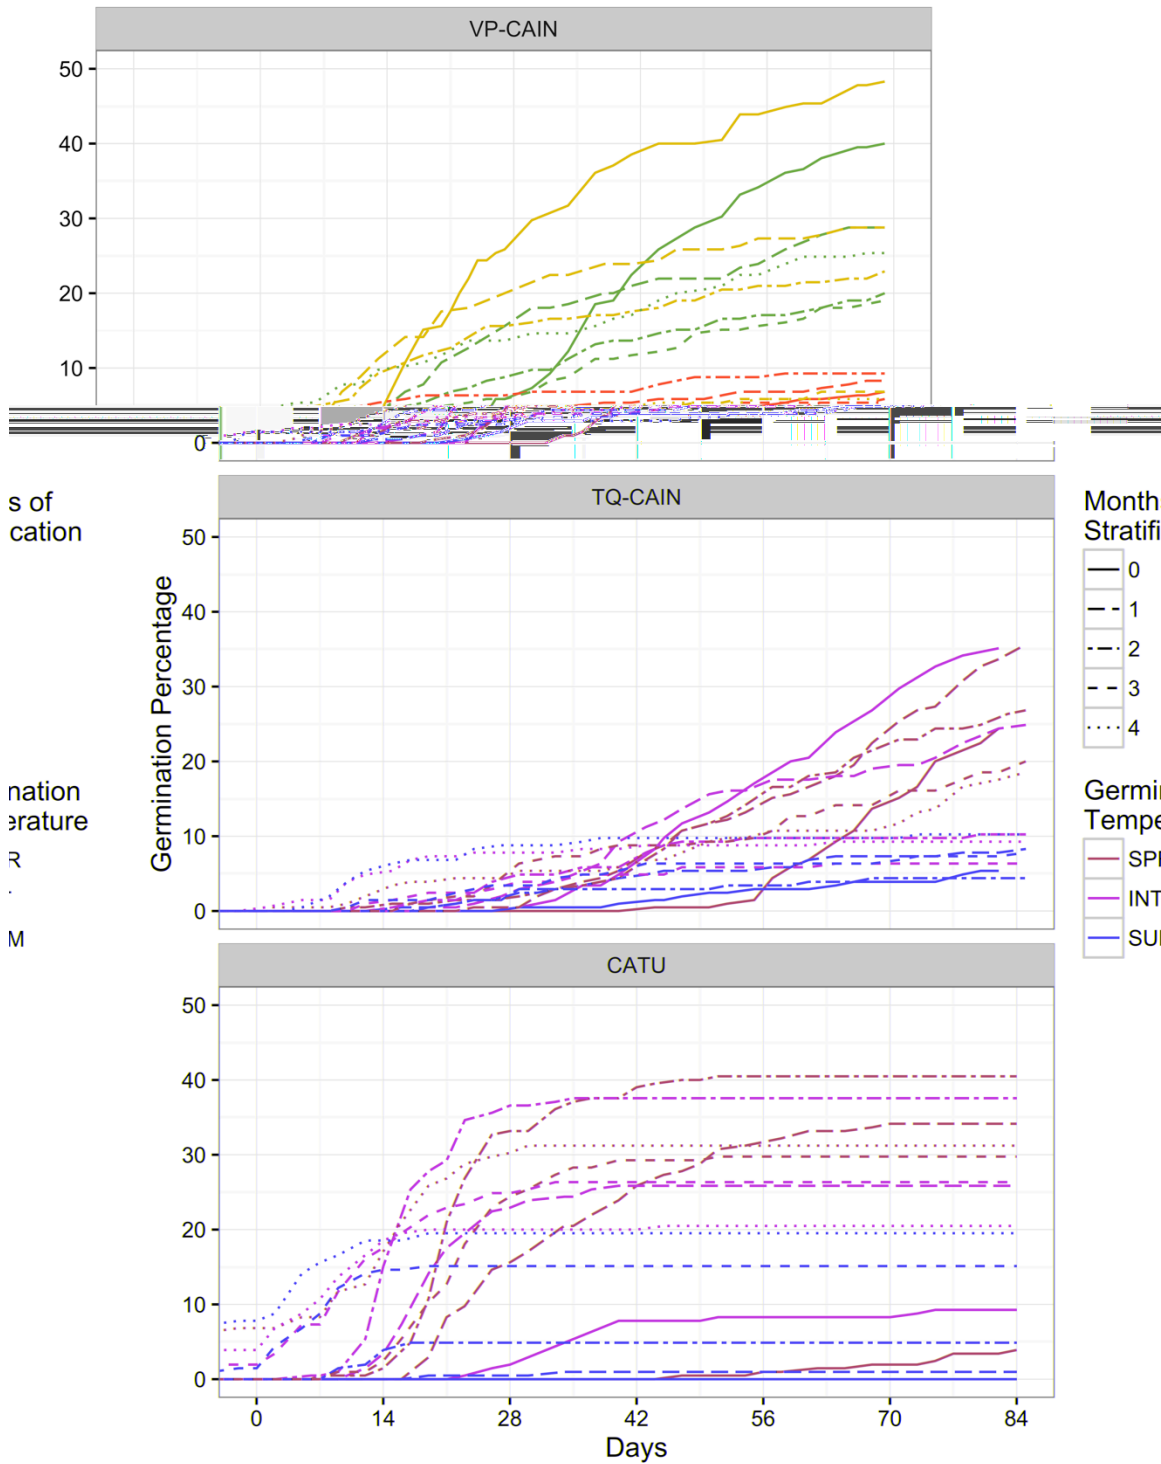 VP-CAIN
50
40
30
20
10
0
TQ-CAIN
50
40
30
20
10
0
Germination Percentage
CATU
50
40
30
20
10
0
0 14 28 42 56 70 84
Days
s of
cation
nation
erature
R
M
Month
Stratifi
0
1
2
3
4
Germi
Tempe
SP
INT
SU